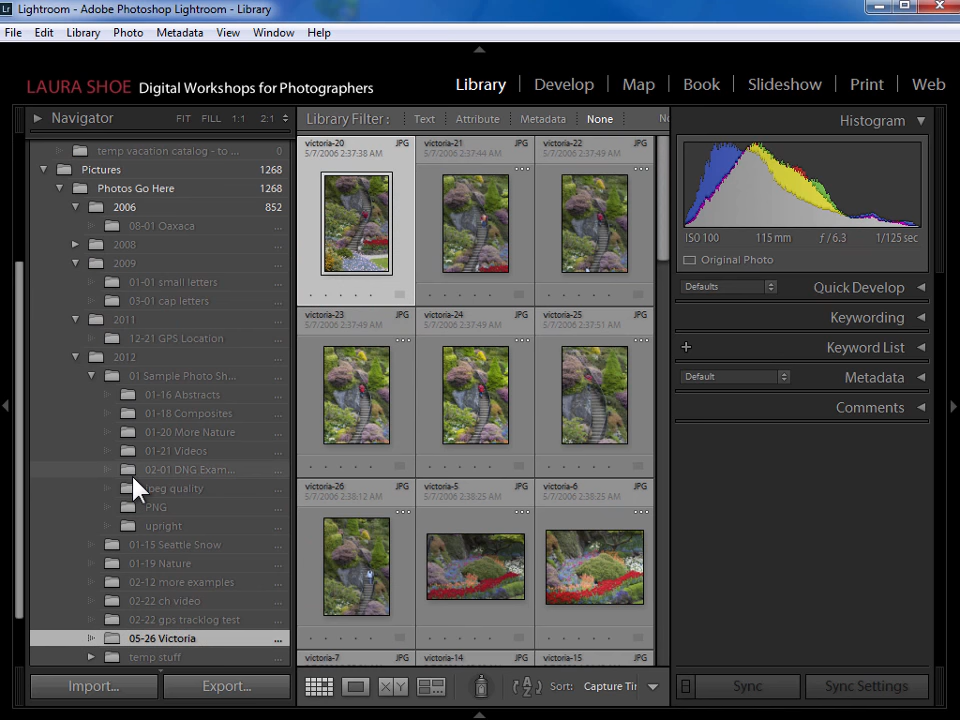 Lr Lightroom - Adobe Photoshop Lightroom - Library
File Edit Library Photo Metadata View Window Help
LAURA SHOE Digital Workshops for Photographers
Library Develop Map Book Slideshow Print Web
Navigator FIT FILL 1:1 2:1
temp vacation catalog - to ... 0
Pictures 1268
Photos Go Here 1268
2006 852
08-01 Oaxaca ...
2008 ...
2009 ...
01-01 small letters ...
03-01 cap letters ...
2011 ...
12-21 GPS Location ...
2012 ...
01 Sample Photo Sh... ...
01-16 Abstracts ...
01-18 Composites ...
01-20 More Nature ...
01-21 Videos ...
02-01 DNG Exam... ...
peg quality ...
PNG ...
upright ...
01-15 Seattle Snow ...
01-19 Nature ...
02-12 more examples ...
02-22 ch video ...
02-22 gps tracklog test ...
05-26 Victoria ...
temp stuff ...
Import... Export...
Library Filter : Text Attribute Metadata None No
victoria-20 JPG
5/7/2006 2:37:38 AM
victoria-21 JPG
5/7/2006 2:37:44 AM
victoria-22 JPG
5/7/2006 2:37:49 AM
victoria-23 JPG
5/7/2006 2:37:49 AM
victoria-24 JPG
5/7/2006 2:37:49 AM
victoria-25 JPG
5/7/2006 2:37:51 AM
victoria-26 JPG
5/7/2006 2:38:12 AM
victoria-5 JPG
5/7/2006 2:38:25 AM
victoria-6 JPG
5/7/2006 2:38:25 AM
victoria-7 JPG
victoria-14 JPG
victoria-15 JPG
XY AZ Sort: Capture Tir
Histogram
ISO 100 115 mm ƒ / 6.3 1/125 sec
Original Photo
Defaults Quick Develop
Keywording
+ Keyword List
Default Metadata
Comments
Sync Sync Settings